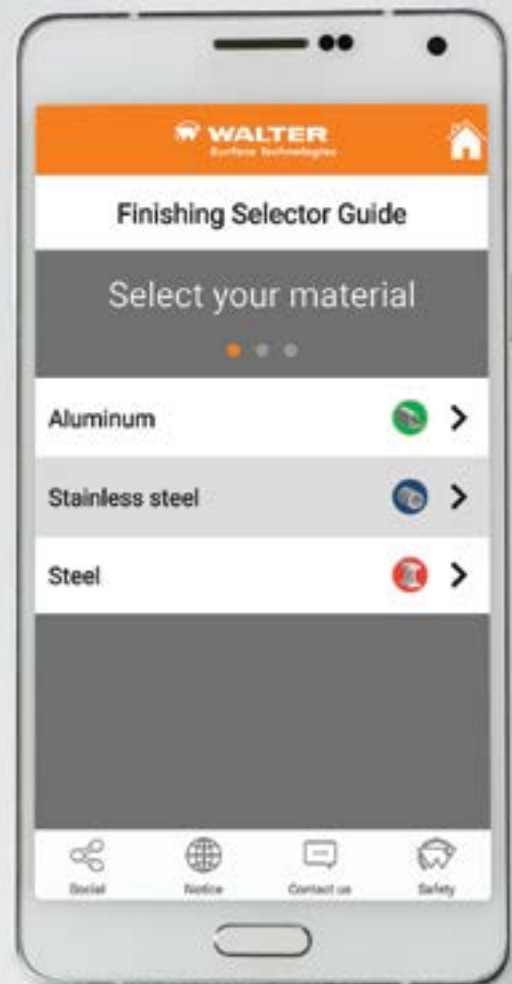 WALTER
Surface Technologies
Finishing Selector Guide
Select your material
Aluminum
Stainless steel
Steel
Social
Notice
Contact us
Safety